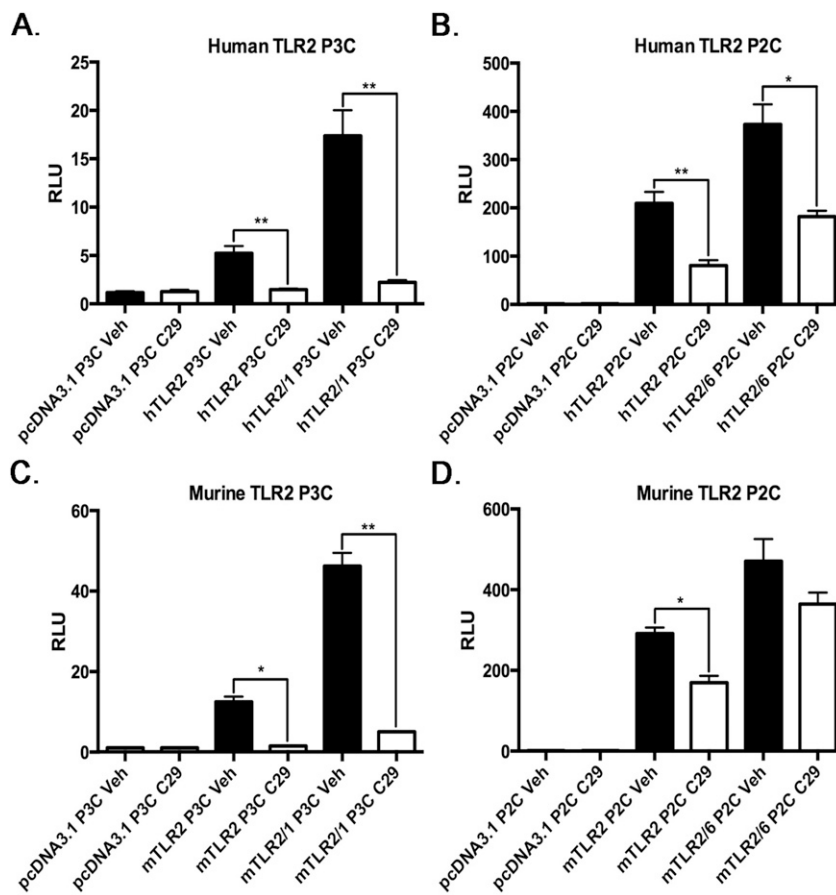 A.
Human TLR2 P3C
RLU
25
20
15
10
5
0
**
**
pcDNA3.1 P3C Veh
pcDNA3.1 P3C C29
hTLR2 P3C Veh
hTLR2 P3C C29
hTLR2/1 P3C Veh
hTLR2/1 P3C C29
B.
Human TLR2 P2C
RLU
500
400
300
200
100
0
**
*
pcDNA3.1 P2C Veh
pcDNA3.1 P2C C29
hTLR2 P2C Veh
hTLR2 P2C C29
hTLR2/6 P2C Veh
hTLR2/6 P2C C29
C.
Murine TLR2 P3C
RLU
60
40
20
0
*
**
pcDNA3.1 P3C Veh
pcDNA3.1 P3C C29
mTLR2 P3C Veh
mTLR2 P3C C29
mTLR2/1 P3C Veh
mTLR2/1 P3C C29
D.
Murine TLR2 P2C
RLU
600
400
200
0
*
pcDNA3.1 P2C Veh
pcDNA3.1 P2C C29
mTLR2 P2C Veh
mTLR2 P2C C29
mTLR2/6 P2C Veh
mTLR2/6 P2C C29